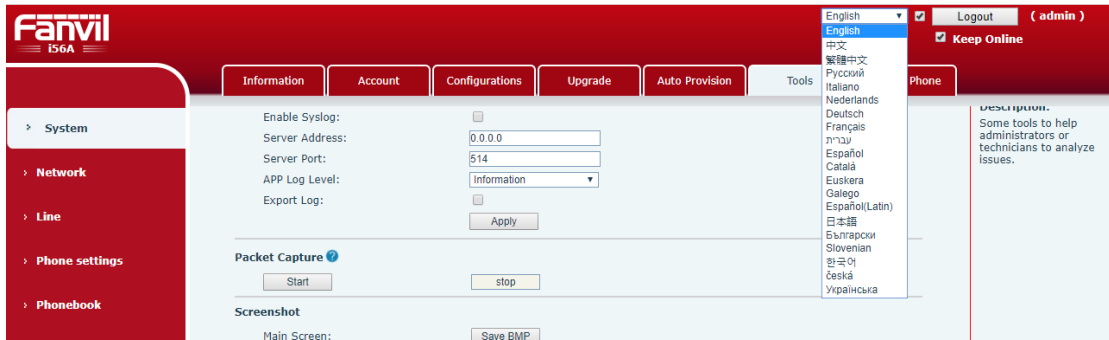 Fanvil
i56A
English
Logout ( admin )
Keep Online
English
中文
繁體中文
Русский
Italiano
Nederlands
Deutsch
Français
עברית
Español
Català
Euskera
Galego
Español(Latin)
日本語
Български
Slovenian
한국어
česká
Українська
Information Account Configurations Upgrade Auto Provision Tools Phone
› System
› Network
› Line
› Phone settings
› Phonebook
Enable Syslog:
Server Address: 0.0.0.0
Server Port: 514
APP Log Level: Information
Export Log:
Apply
Packet Capture ?
Start stop
Screenshot
Main Screen: Save BMP
Description:
Some tools to help
administrators or
technicians to analyze
issues.